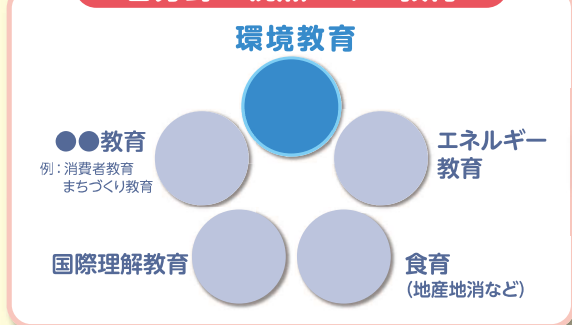 環境教育
●●教育
例：消費者教育
まちづくり教育
エネルギー
教育
国際理解教育
食育
（地産地消など）